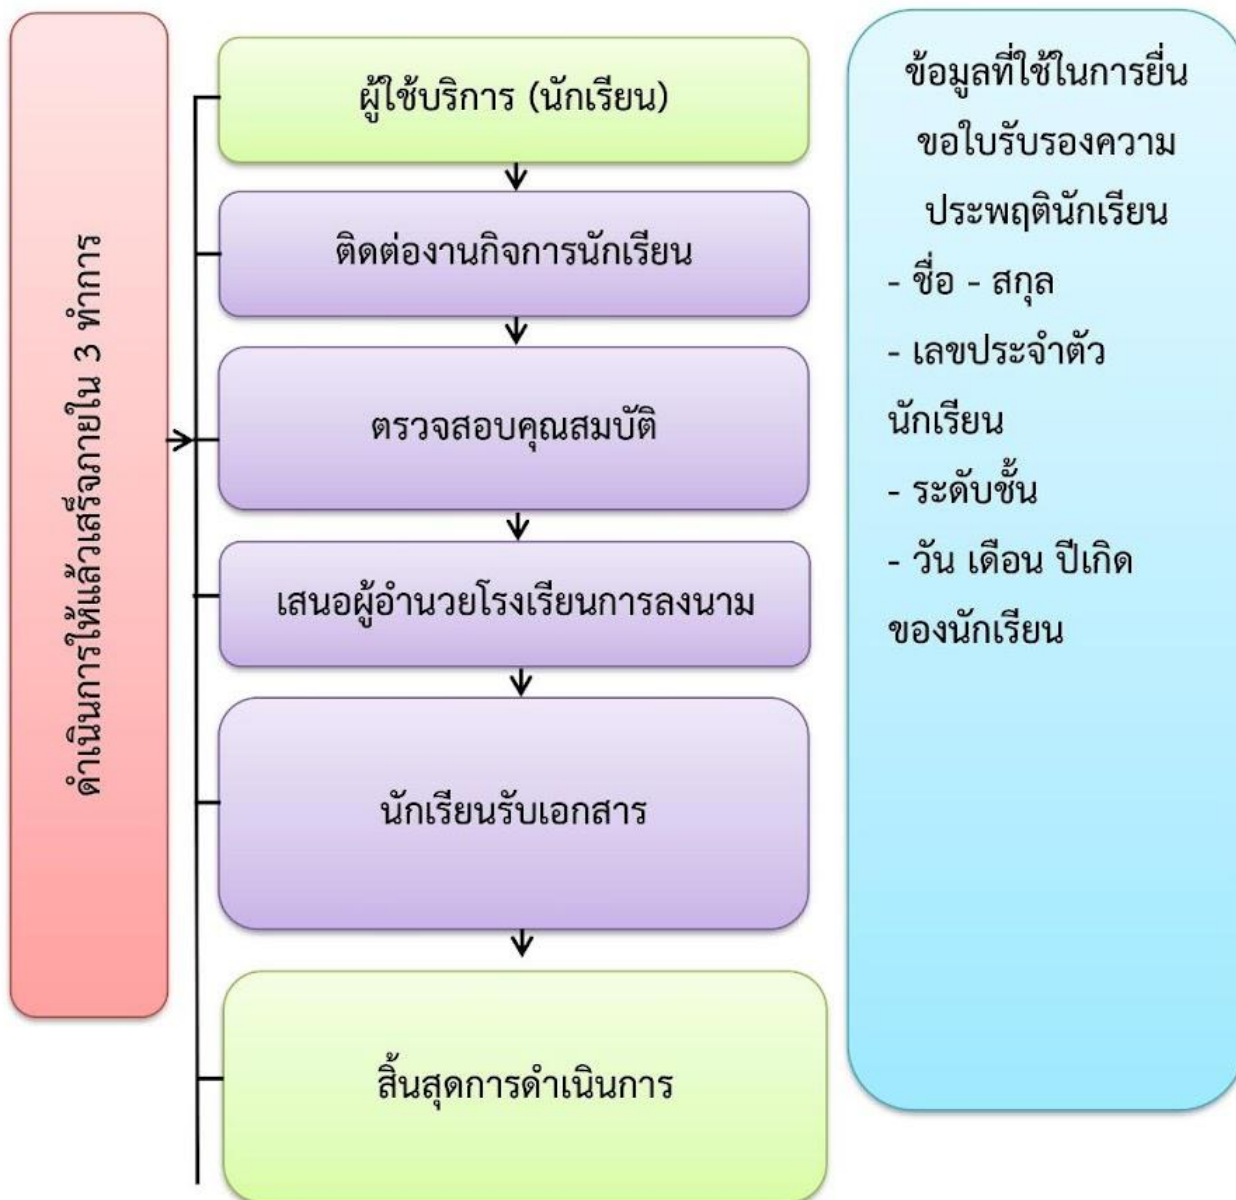 ดำเนินการให้แล้วเสร็จภายใน 3 ทำการ
ผู้ใช้บริการ (นักเรียน)
ติดต่องานกิจการนักเรียน
ตรวจสอบคุณสมบัติ
เสนอผู้อำนวยโรงเรียนการลงนาม
นักเรียนรับเอกสาร
สิ้นสุดการดำเนินการ
ข้อมูลที่ใช้ในการยื่น
ขอใบรับรองความ
ประพฤตินักเรียน
- ชื่อ - สกุล
- เลขประจำตัว
นักเรียน
- ระดับชั้น
- วัน เดือน ปีเกิด
ของนักเรียน